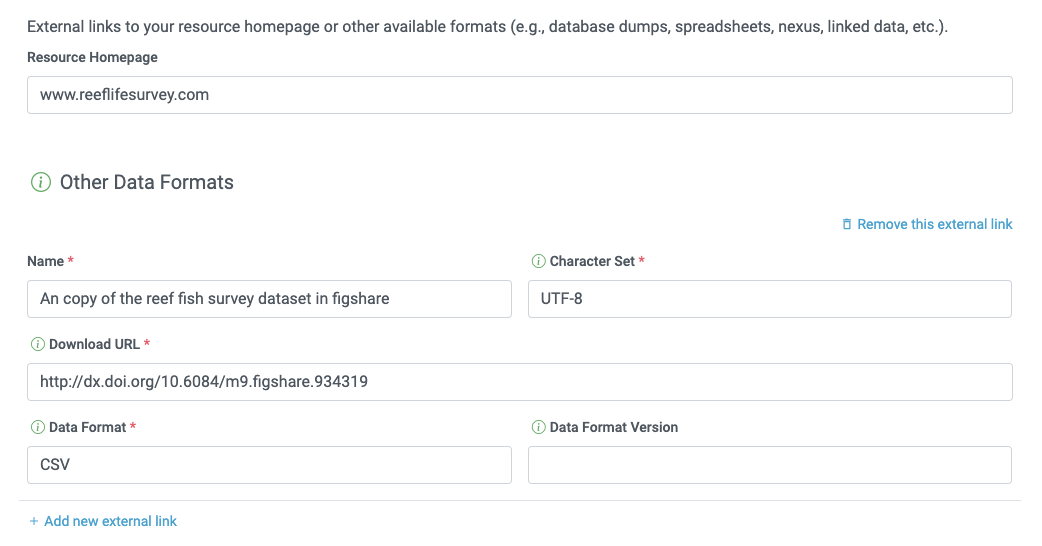 External links to your resource homepage or other available formats (e.g., database dumps, spreadsheets, nexus, linked data, etc.).
Resource Homepage
www.reeflifesurvey.com
Other Data Formats
Remove this external link
Name *
Character Set *
An copy of the reef fish survey dataset in figshare
UTF-8
Download URL *
http://dx.doi.org/10.6084/m9.figshare.934319
Data Format *
Data Format Version
CSV
+ Add new external link